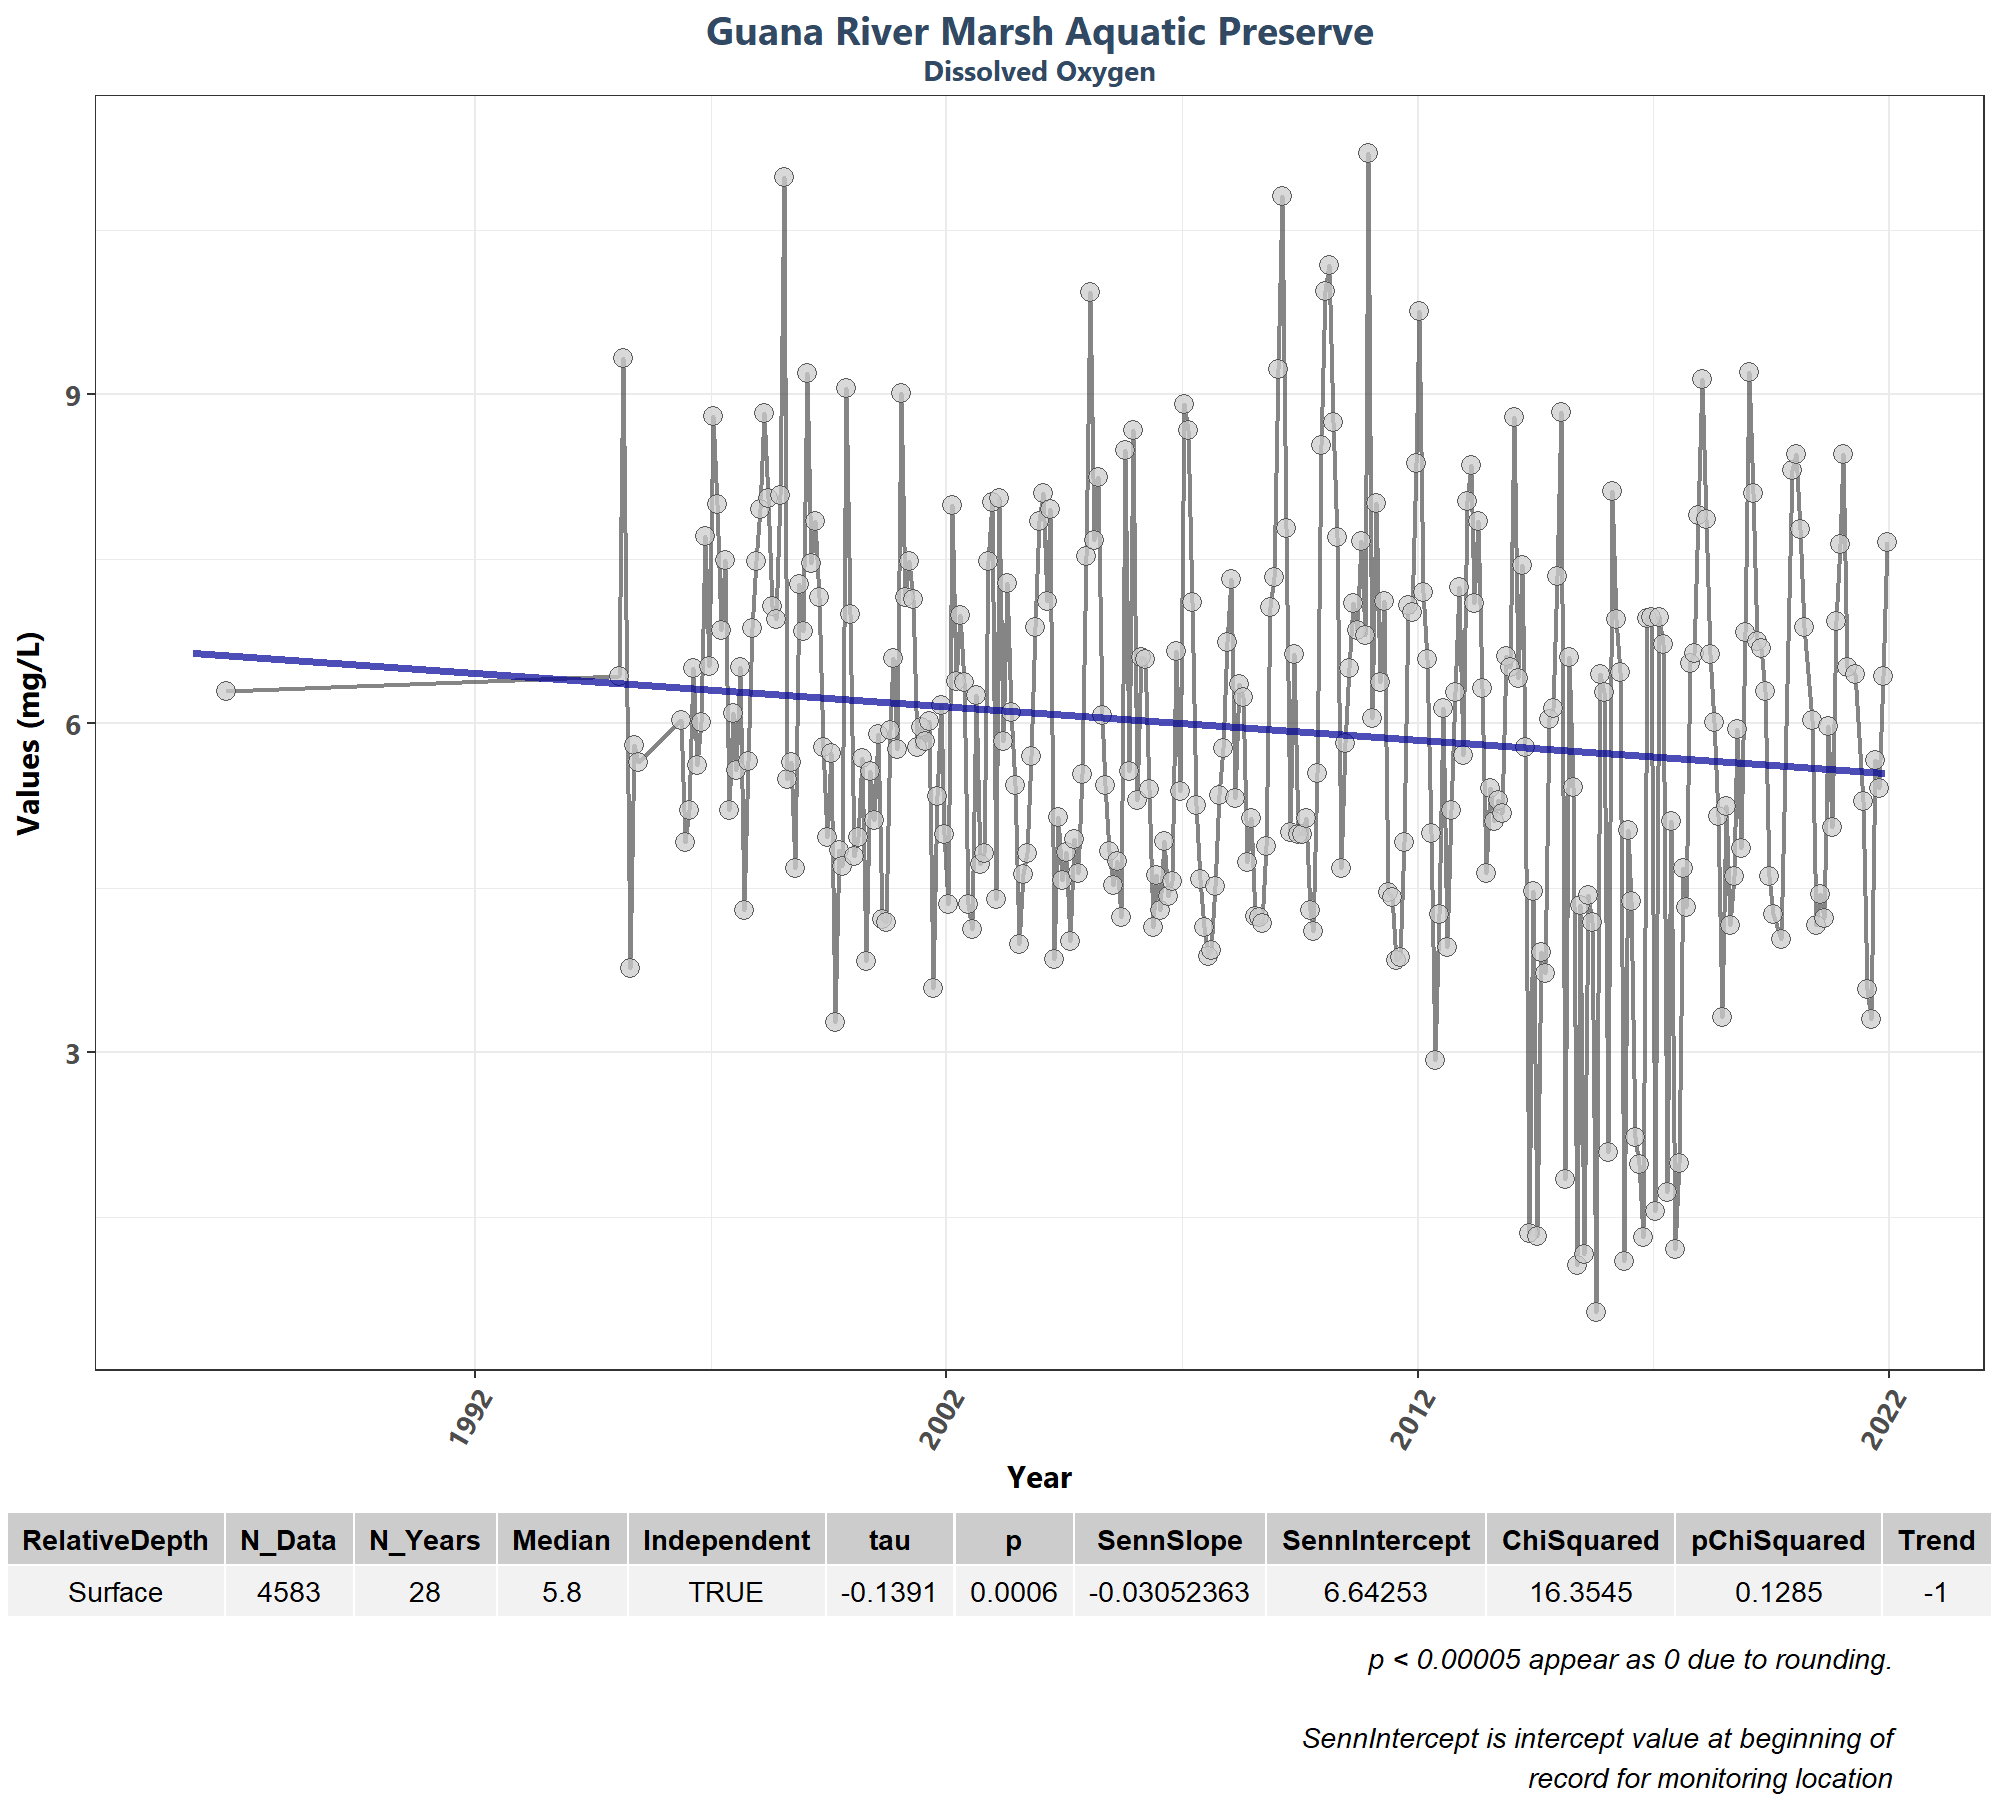 Guana River Marsh Aquatic Preserve
Dissolved Oxygen
Values (mg/L)
9
6
3
1992 2002 2012 2022
Year
RelativeDepth N_Data N_Years Median Independent tau p SennSlope SennIntercept ChiSquared pChiSquared Trend
Surface 4583 28 5.8 TRUE -0.1391 0.0006 -0.03052363 6.64253 16.3545 0.1285 -1
p < 0.00005 appear as 0 due to rounding.
SennIntercept is intercept value at beginning of
record for monitoring location